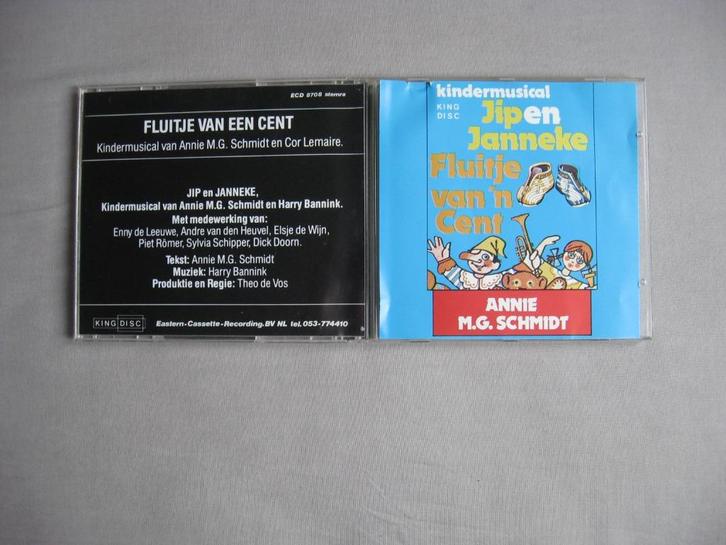 ECD 8708 stemra
FLUITJE VAN EEN CENT
Kindermusical van Annie M.G. Schmidt en Cor Lemaire.
JIP en JANNEKE,
Kindermusical van Annie M.G. Schmidt en Harry Bannink.
Met medewerking van:
Enny de Leeuwe, Andre van den Heuvel, Elsje de Wijn,
Piet Römer, Sylvia Schipper, Dick Doorn.
Tekst: Annie M.G. Schmidt
Muziek: Harry Bannink
Produktie en Regie: Theo de Vos
KING DISC
Eastern-Cassette-Recording.BV NL tel.053-774410
kindermusical
KING
DISC
Jip en
Janneke
Fluitje
van 'n
Cent
ANNIE
M.G. SCHMIDT